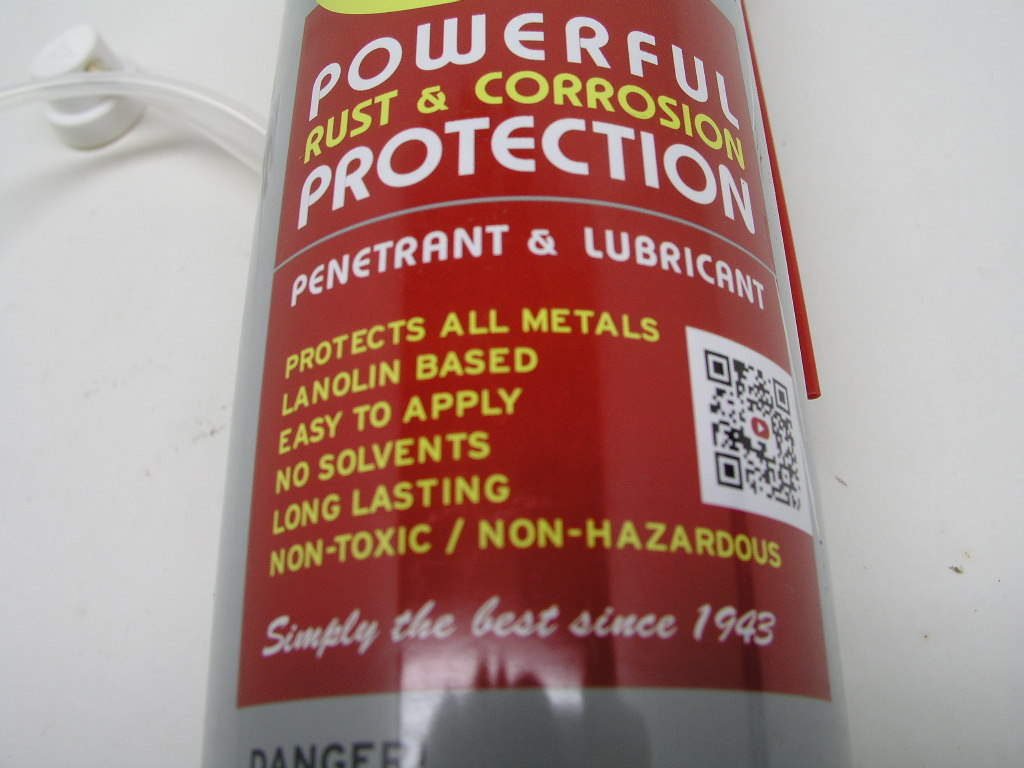 POWERFUL
RUST & CORROSION
PROTECTION
PENETRANT & LUBRICANT
PROTECTS ALL METALS
LANOLIN BASED
EASY TO APPLY
NO SOLVENTS
LONG LASTING
NON-TOXIC / NON-HAZARDOUS
Simply the best since 1943
DANGER!